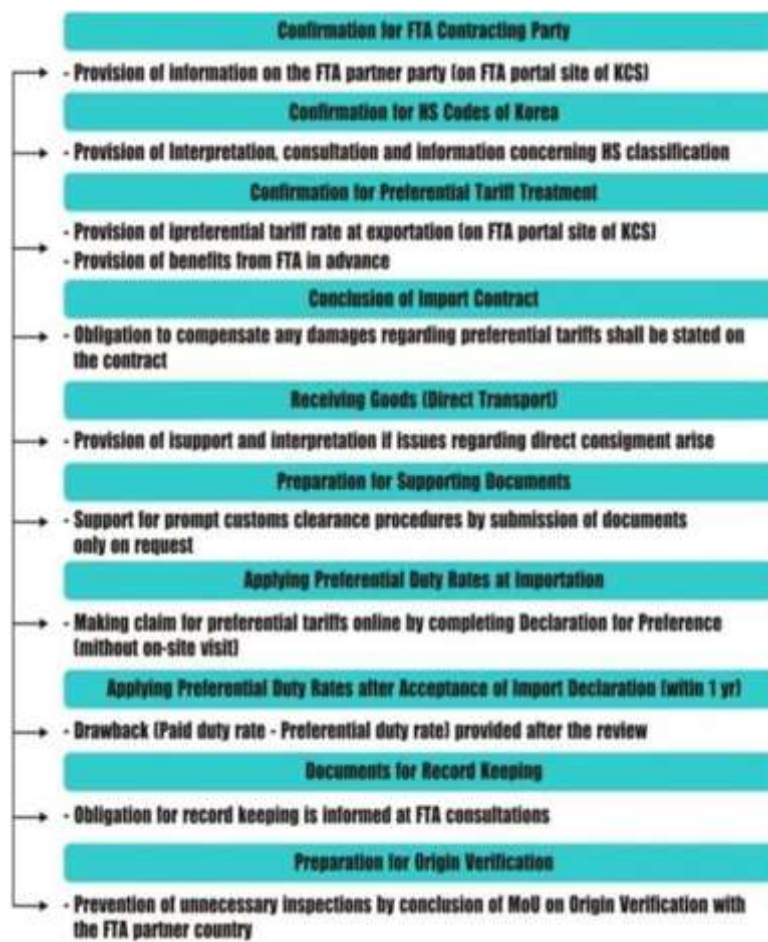 Confirmation for FTA Contracting Party
- Provision of information on the FTA partner party (on FTA portal site of KCS)
Confirmation for HS Codes of Korea
- Provision of Interpretation, consultation and information concerning HS classification
Confirmation for Preferential Tariff Treatment
- Provision of ipreferential tariff rate at exportation (on FTA portal site of KCS)
- Provision of benefits from FTA in advance
Conclusion of Import Contract
- Obligation to compensate any damages regarding preferential tariffs shall be stated on
the contract
Receiving Goods (Direct Transport)
- Provision of isupport and interpretation if issues regarding direct consigment arise
Preparation for Supporting Documents
- Support for prompt customs clearance procedures by submission of documents
only on request
Applying Preferential Duty Rates at Importation
- Making claim for preferential tariffs online by completing Declaration for Preference
(without on-site visit)
Applying Preferential Duty Rates after Acceptance of Import Declaration (witin 1 yr)
- Drawback (Paid duty rate - Preferential duty rate) provided after the review
Documents for Record Keeping
- Obligation for record keeping is informed at FTA consultations
Preparation for Origin Verification
- Prevention of unnecessary inspections by conclusion of MoU on Origin Verification with
the FTA partner country